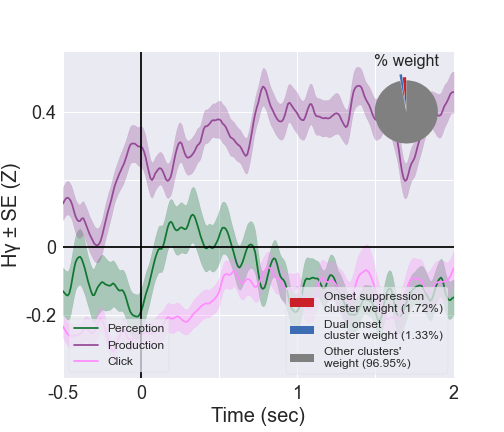 % weight
Hγ ± SE (Z)
0.4
0
-0.2
Perception
Production
Click
Onset suppression
cluster weight (1.72%)
Dual onset
cluster weight (1.33%)
Other clusters'
weight (96.95%)
-0.5
0
1
2
Time (sec)